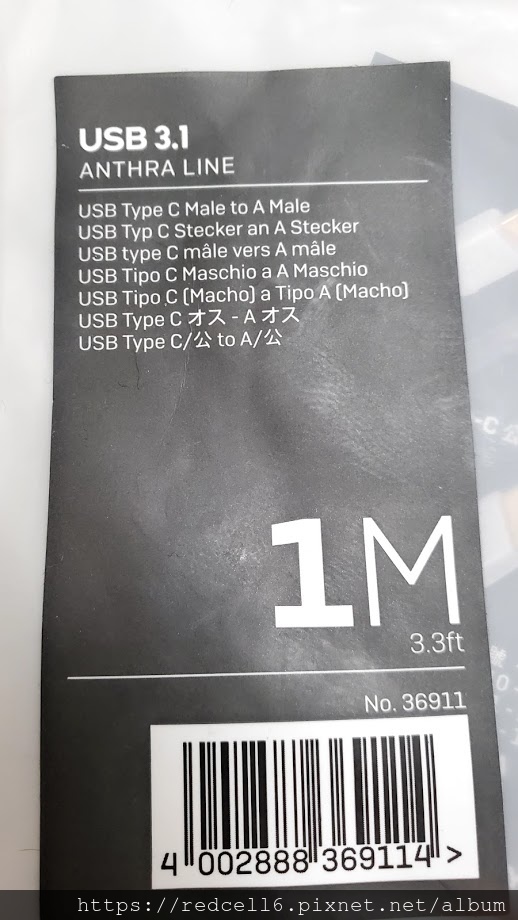 USB 3.1
ANTHRA LINE
USB Type C Male to A Male
USB Typ C Stecker an A Stecker
USB type C mâle vers A mâle
USB Tipo C Maschio a A Maschio
USB Tipo C (Macho) a Tipo A (Macho)
USB Type C オス - A オス
USB Type C/公 to A/公
-C 公
1M
3.3ft
No. 36911
4 002888 369114 >
https://redcell6.pixnet.net/album